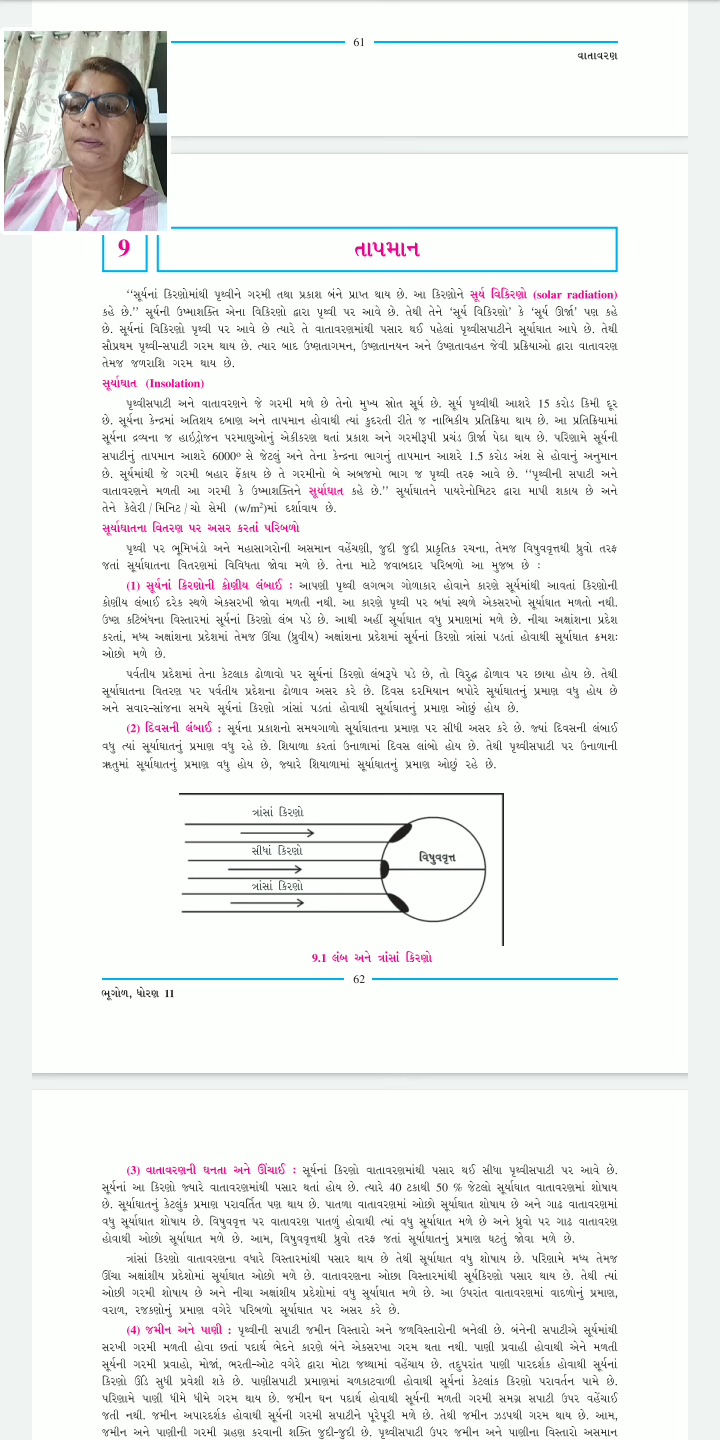 61
વાતાવરણ
9
તાપમાન
‘‘સૂર્યનાં કિરણોમાંથી પૃથ્વીને ગરમી તથા પ્રકાશ બંને પ્રાપ્ત થાય છે. આ કિરણોને સૂર્ય વિકિરણો (solar radiation)
કહે છે.’’ સૂર્યની ઉષ્માશક્તિ એના વિકિરણો દ્વારા પૃથ્વી પર આવે છે. તેથી તેને ‘સૂર્ય વિકિરણો’ કે ‘સૂર્ય ઊર્જા’ પણ કહે
છે. સૂર્યનાં વિકિરણો પૃથ્વી પર આવે છે ત્યારે તે વાતાવરણમાંથી પસાર થઈ પહેલાં પૃથ્વીસપાટીને સૂર્યાઘાત આપે છે. તેથી
સૌપ્રથમ પૃથ્વી-સપાટી ગરમ થાય છે. ત્યાર બાદ ઉષ્ણતાગમન, ઉષ્ણતાનયન અને ઉષ્ણતાવહન જેવી પ્રક્રિયાઓ દ્વારા વાતાવરણ
તેમજ જળરાશિ ગરમ થાય છે.
સૂર્યાઘાત (Insolation)
પૃથ્વીસપાટી અને વાતાવરણને જે ગરમી મળે છે તેનો મુખ્ય સ્રોત સૂર્ય છે. સૂર્ય પૃથ્વીથી આશરે 15 કરોડ કિમી દૂર
છે. સૂર્યના કેન્દ્રમાં અતિશય દબાણ અને તાપમાન હોવાથી ત્યાં કુદરતી રીતે જ નાભિકીય પ્રતિક્રિયા થાય છે. આ પ્રતિક્રિયામાં
સૂર્યના દ્રવ્યના જ હાઇડ્રોજન પરમાણુઓનું એકીકરણ થતાં પ્રકાશ અને ગરમીરૂપી પ્રચંડ ઊર્જા પેદા થાય છે. પરિણામે સૂર્યની
સપાટીનું તાપમાન આશરે 6000° સે જેટલું અને તેના કેન્દ્રના ભાગનું તાપમાન આશરે 1.5 કરોડ અંશ સે હોવાનું અનુમાન
છે. સૂર્યમાંથી જે ગરમી બહાર ફેંકાય છે તે ગરમીનો બે અબજમો ભાગ જ પૃથ્વી તરફ આવે છે. ‘‘પૃથ્વીની સપાટી અને
વાતાવરણને મળતી આ ગરમી કે ઉષ્માશક્તિને સૂર્યાઘાત કહે છે.’’ સૂર્યાઘાતને પાયરેનોમિટર દ્વારા માપી શકાય છે અને
તેને કેલેરી / મિનિટ / ચો સેમી (w/m²)માં દર્શાવાય છે.
સૂર્યાઘાતના વિતરણ પર અસર કરતાં પરિબળો
પૃથ્વી પર ભૂમિખંડો અને મહાસાગરોની અસમાન વહેંચણી, જુદી જુદી પ્રાકૃતિક રચના, તેમજ વિષુવવૃત્તથી ધ્રુવો તરફ
જતાં સૂર્યાઘાતના વિતરણમાં વિવિધતા જોવા મળે છે. તેના માટે જવાબદાર પરિબળો આ મુજબ છે :
(1) સૂર્યનાં કિરણોની કોણીય લંબાઈ : આપણી પૃથ્વી લગભગ ગોળાકાર હોવાને કારણે સૂર્યમાંથી આવતાં કિરણોની
કોણીય લંબાઈ દરેક સ્થળે એકસરખી જોવા મળતી નથી. આ કારણે પૃથ્વી પર બધાં સ્થળે એકસરખો સૂર્યાઘાત મળતો નથી.
ઉષ્ણ કટિબંધના વિસ્તારમાં સૂર્યનાં કિરણો લંબ પડે છે. આથી અહીં સૂર્યાઘાત વધુ પ્રમાણમાં મળે છે. નીચા અક્ષાંશના પ્રદેશ
કરતાં, મધ્ય અક્ષાંશના પ્રદેશમાં તેમજ ઊંચા (ધ્રુવીય) અક્ષાંશના પ્રદેશમાં સૂર્યનાં કિરણો ત્રાંસાં પડતાં હોવાથી સૂર્યાઘાત ક્રમશઃ
ઓછો મળે છે.
પર્વતીય પ્રદેશમાં તેના કેટલાક ઢોળાવો પર સૂર્યનાં કિરણો લંબરૂપે પડે છે, તો વિરુદ્ધ ઢોળાવ પર છાયા હોય છે. તેથી
સૂર્યાઘાતના વિતરણ પર પર્વતીય પ્રદેશના ઢોળાવ અસર કરે છે. દિવસ દરમિયાન બપોરે સૂર્યાઘાતનું પ્રમાણ વધુ હોય છે
અને સવાર-સાંજના સમયે સૂર્યનાં કિરણો ત્રાંસાં પડતાં હોવાથી સૂર્યાઘાતનું પ્રમાણ ઓછું હોય છે.
(2) દિવસની લંબાઈ : સૂર્યના પ્રકાશનો સમયગાળો સૂર્યાઘાતના પ્રમાણ પર સીધી અસર કરે છે. જ્યાં દિવસની લંબાઈ
વધુ ત્યાં સૂર્યાઘાતનું પ્રમાણ વધુ રહે છે. શિયાળા કરતાં ઉનાળામાં દિવસ લાંબો હોય છે. તેથી પૃથ્વીસપાટી પર ઉનાળાની
ઋતુમાં સૂર્યાઘાતનું પ્રમાણ વધુ હોય છે, જ્યારે શિયાળામાં સૂર્યાઘાતનું પ્રમાણ ઓછું રહે છે.
ત્રાંસાં કિરણો
સીધાં કિરણો
વિષુવવૃત્ત
ત્રાંસાં કિરણો
9.1 લંબ અને ત્રાંસાં કિરણો
62
ભૂગોળ, ધોરણ 11
(3) વાતાવરણની ઘનતા અને ઊંચાઈ : સૂર્યનાં કિરણો વાતાવરણમાંથી પસાર થઈ સીધા પૃથ્વીસપાટી પર આવે છે.
સૂર્યનાં આ કિરણો જ્યારે વાતાવરણમાંથી પસાર થતાં હોય છે. ત્યારે 40 ટકાથી 50 % જેટલો સૂર્યાઘાત વાતાવરણમાં શોષાય
છે. સૂર્યાઘાતનું કેટલુંક પ્રમાણ પરાવર્તિત પણ થાય છે. પાતળા વાતાવરણમાં ઓછો સૂર્યાઘાત શોષાય છે અને ગાઢ વાતાવરણમાં
વધુ સૂર્યાઘાત શોષાય છે. વિષુવવૃત્ત પર વાતાવરણ પાતળું હોવાથી ત્યાં વધુ સૂર્યાઘાત મળે છે અને ધ્રુવો પર ગાઢ વાતાવરણ
હોવાથી ઓછો સૂર્યાઘાત મળે છે. આમ, વિષુવવૃત્તથી ધ્રુવો તરફ જતાં સૂર્યાઘાતનું પ્રમાણ ઘટતું જોવા મળે છે.
ત્રાંસાં કિરણો વાતાવરણના વધારે વિસ્તારમાંથી પસાર થાય છે તેથી સૂર્યાઘાત વધુ શોષાય છે. પરિણામે મધ્ય તેમજ
ઊંચા અક્ષાંશીય પ્રદેશોમાં સૂર્યાઘાત ઓછો મળે છે. વાતાવરણના ઓછા વિસ્તારમાંથી સૂર્યકિરણો પસાર થાય છે. તેથી ત્યાં
ઓછી ગરમી શોષાય છે અને નીચા અક્ષાંશીય પ્રદેશોમાં વધુ સૂર્યાઘાત મળે છે. આ ઉપરાંત વાતાવરણમાં વાદળોનું પ્રમાણ,
વરાળ, રજકણોનું પ્રમાણ વગેરે પરિબળો સૂર્યાઘાત પર અસર કરે છે.
(4) જમીન અને પાણી : પૃથ્વીની સપાટી જમીન વિસ્તારો અને જળવિસ્તારોની બનેલી છે. બંનેની સપાટીએ સૂર્યમાંથી
સરખી ગરમી મળતી હોવા છતાં પદાર્થ ભેદને કારણે બંને એકસરખા ગરમ થતા નથી. પાણી પ્રવાહી હોવાથી એને મળતી
સૂર્યની ગરમી પ્રવાહો, મોજાં, ભરતી-ઓટ વગેરે દ્વારા મોટા જથ્થામાં વહેંચાય છે. તદુપરાંત પાણી પારદર્શક હોવાથી સૂર્યનાં
કિરણો ઊંડે સુધી પ્રવેશી શકે છે. પાણીસપાટી પ્રમાણમાં ચળકાટવાળી હોવાથી સૂર્યનાં કેટલાંક કિરણો પરાવર્તન પામે છે.
પરિણામે પાણી ધીમે ધીમે ગરમ થાય છે. જમીન ઘન પદાર્થ હોવાથી સૂર્યની મળતી ગરમી સમગ્ર સપાટી ઉપર વહેંચાઈ
જતી નથી. જમીન અપારદર્શક હોવાથી સૂર્યની ગરમી સપાટીને પૂરેપૂરી મળે છે. તેથી જમીન ઝડપથી ગરમ થાય છે. આમ,
જમીન અને પાણીની ગરમી ગ્રહણ કરવાની શક્તિ જુદી-જુદી છે. પૃથ્વીસપાટી ઉપર જમીન અને પાણીના વિસ્તારો અસમાન